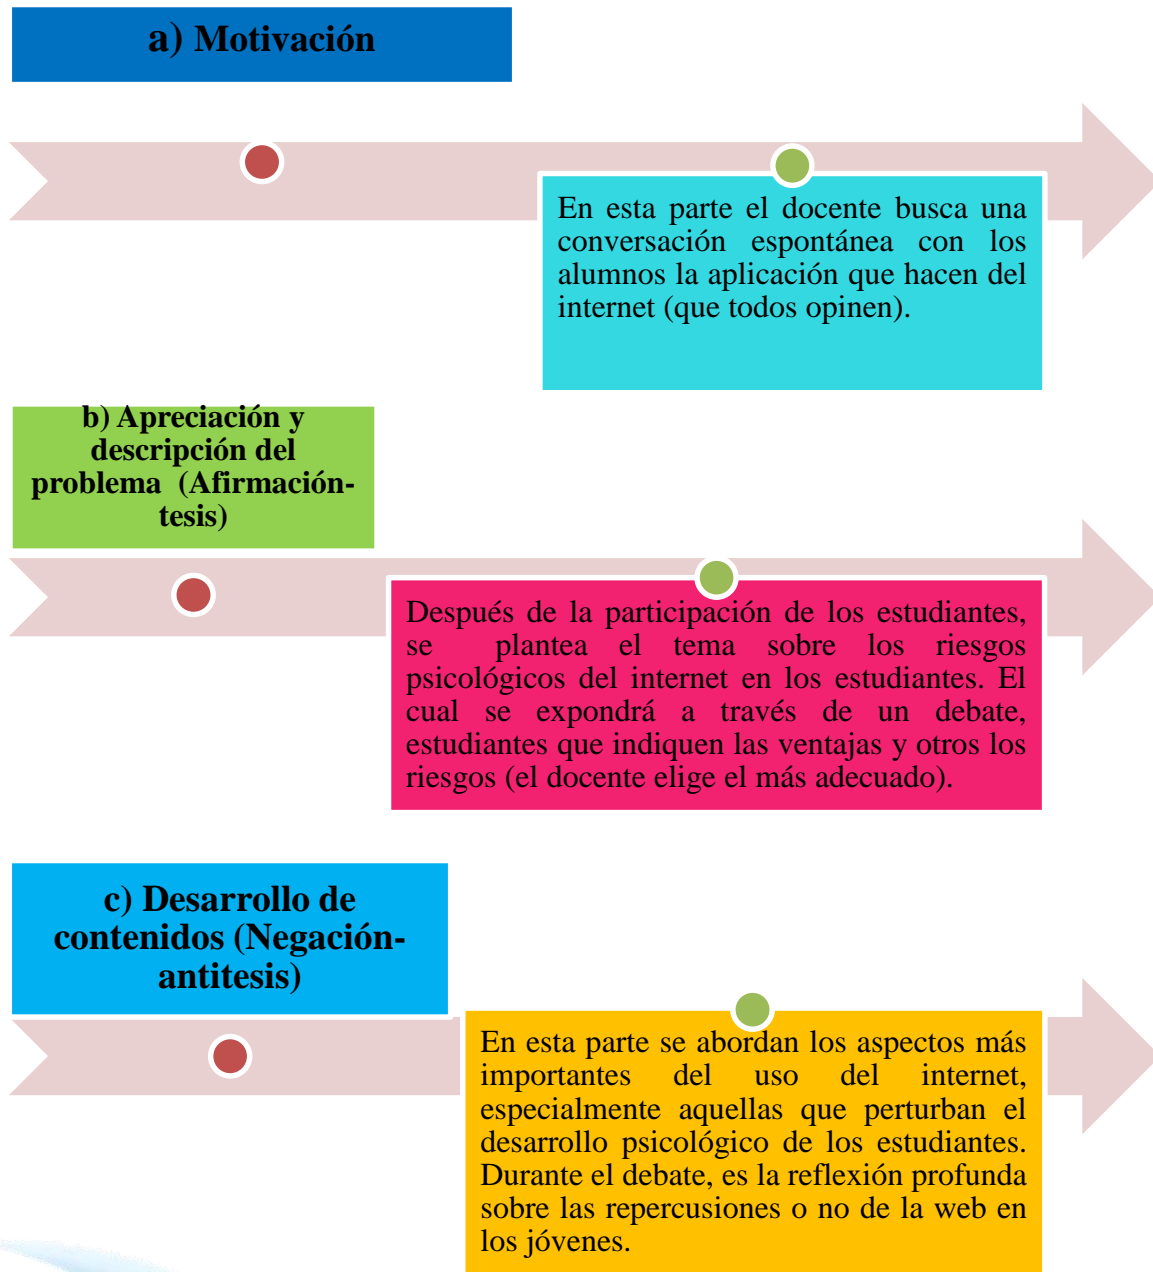 a) Motivación
En esta parte el docente busca una
conversación espontánea con los
alumnos la aplicación que hacen del
internet (que todos opinen).
b) Apreciación y
descripción del
problema (Afirmación-
tesis)
Después de la participación de los estudiantes,
se plantea el tema sobre los riesgos
psicológicos del internet en los estudiantes. El
cual se expondrá a través de un debate,
estudiantes que indiquen las ventajas y otros los
riesgos (el docente elige el más adecuado).
c) Desarrollo de
contenidos (Negación-
antitesis)
En esta parte se abordan los aspectos más
importantes del uso del internet,
especialmente aquellas que perturban el
desarrollo psicológico de los estudiantes.
Durante el debate, es la reflexión profunda
sobre las repercusiones o no de la web en
los jóvenes.